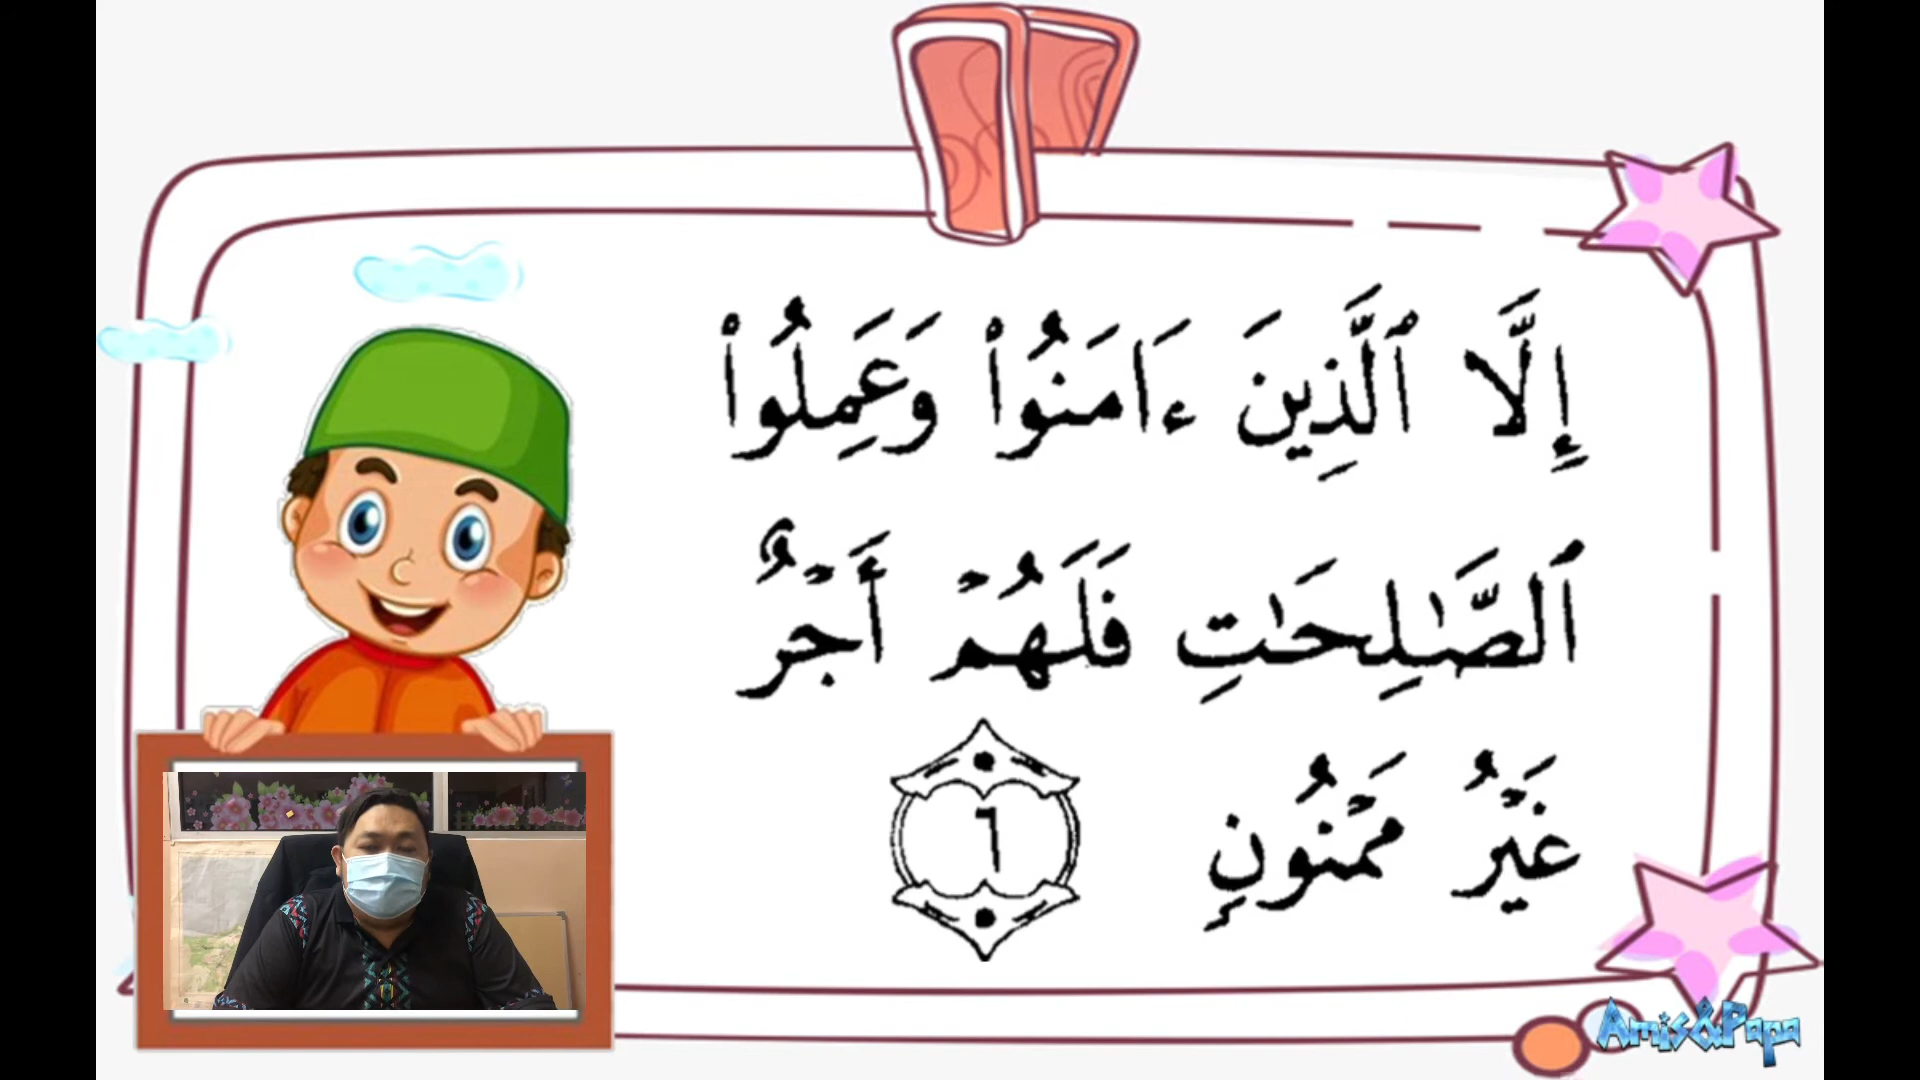 إِلَّا ٱلَّذِينَ ءَامَنُوا۟ وَعَمِلُوا۟
ٱلصَّـٰلِحَـٰتِ فَلَهُمْ أَجْرٌ
غَيْرُ مَمْنُونٍ ٦
Amis&Papa